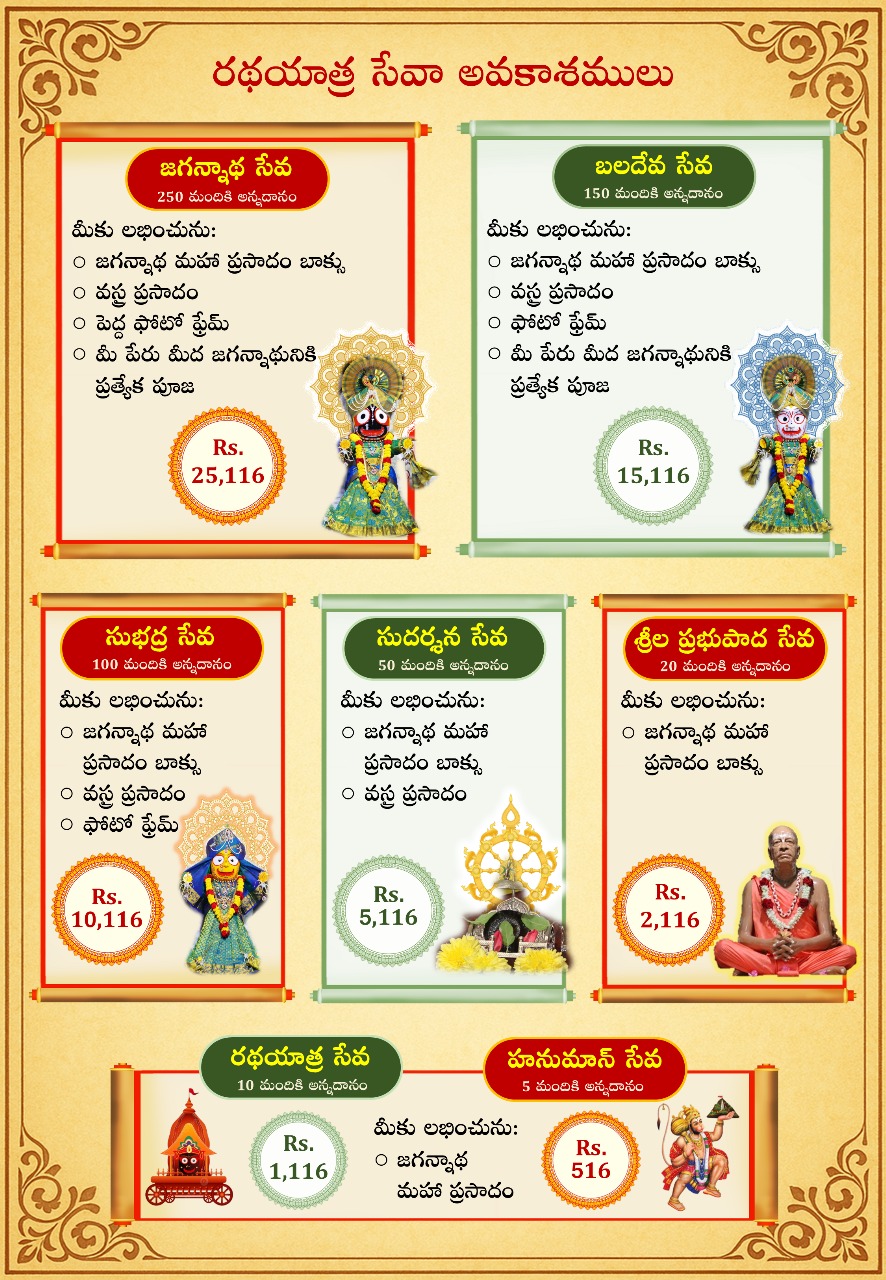 రథయాత్ర సేవా అవకాశములు
జగన్నాథ సేవ
250 మందికి అన్నదానం
మీకు లభించును:
○ జగన్నాథ మహా ప్రసాదం బాక్సు
○ వస్త్ర ప్రసాదం
○ పెద్ద ఫోటో ఫ్రేమ్
○ మీ పేరు మీద జగన్నాథునికి
ప్రత్యేక పూజ
Rs.
25,116
బలదేవ సేవ
150 మందికి అన్నదానం
మీకు లభించును:
○ జగన్నాథ మహా ప్రసాదం బాక్సు
○ వస్త్ర ప్రసాదం
○ ఫోటో ఫ్రేమ్
○ మీ పేరు మీద జగన్నాథునికి
ప్రత్యేక పూజ
Rs.
15,116
సుభద్ర సేవ
100 మందికి అన్నదానం
మీకు లభించును:
○ జగన్నాథ మహా
ప్రసాదం బాక్సు
○ వస్త్ర ప్రసాదం
○ ఫోటో ఫ్రేమ్
Rs.
10,116
సుదర్శన సేవ
50 మందికి అన్నదానం
మీకు లభించును:
○ జగన్నాథ మహా
ప్రసాదం బాక్సు
○ వస్త్ర ప్రసాదం
Rs.
5,116
శ్రీల ప్రభుపాద సేవ
20 మందికి అన్నదానం
మీకు లభించును:
○ జగన్నాథ మహా
ప్రసాదం బాక్సు
Rs.
2,116
రథయాత్ర సేవ
10 మందికి అన్నదానం
Rs.
1,116
హనుమాన్ సేవ
5 మందికి అన్నదానం
మీకు లభించును:
○ జగన్నాథ
మహా ప్రసాదం
Rs.
516